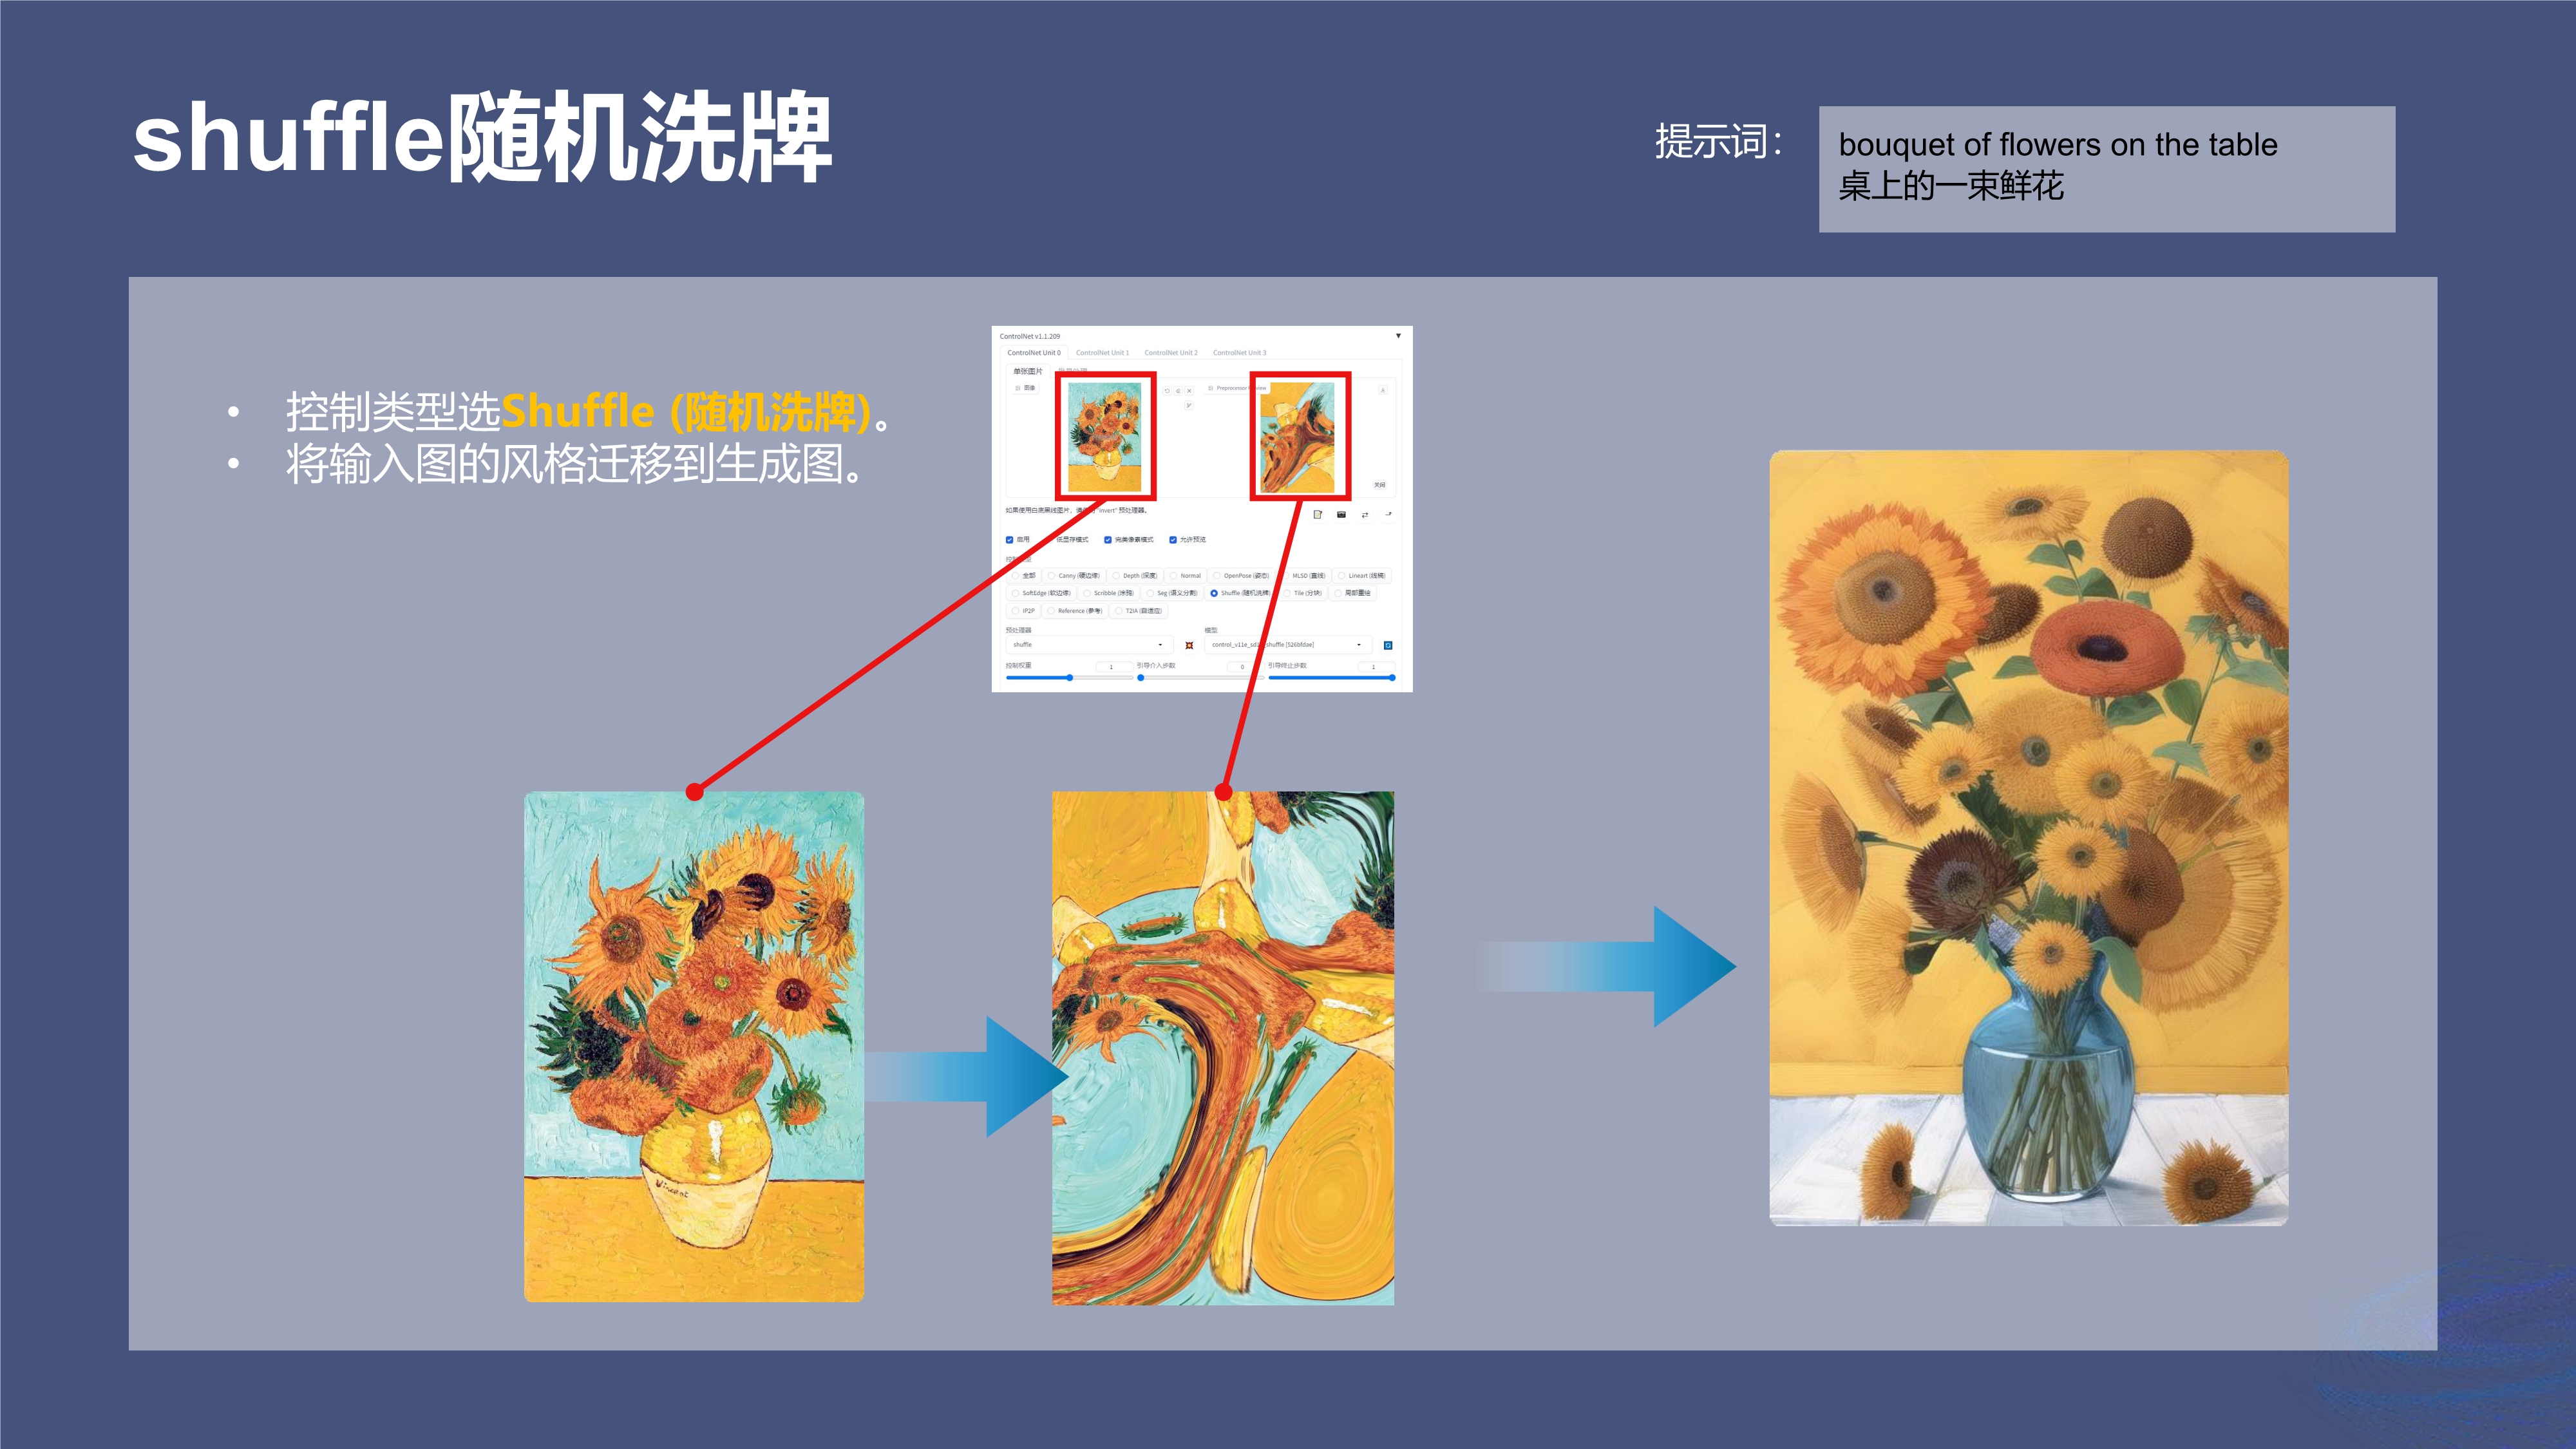 shuffle随机洗牌
提示词：
bouquet of flowers on the table
桌上的一束鲜花
• 控制类型选Shuffle (随机洗牌)。
• 将输入图的风格迁移到生成图。
ControlNet v1.1.209
ControlNet Unit 0 ControlNet Unit 1 ControlNet Unit 2 ControlNet Unit 3
单张图片
图像 Preprocessor
关闭
如果使用白底黑线图片，请 "invert" 预处理器。
启用 低显存模式 完美像素模式 允许预览
全部 Canny (硬边缘) Depth (深度) Normal OpenPose (姿态) MLSD (直线) Lineart (线稿)
SoftEdge (软边缘) Scribble (涂鸦) Seg (语义分割) Shuffle (随机洗牌) Tile (分块) 局部重绘
IP2P Reference (参考) T2IA (自适应)
预处理器 模型
shuffle control_v11e_sd shuffle [526bfdae]
控制权重 1 引导介入步数 0 引导终止步数 1
Vincent